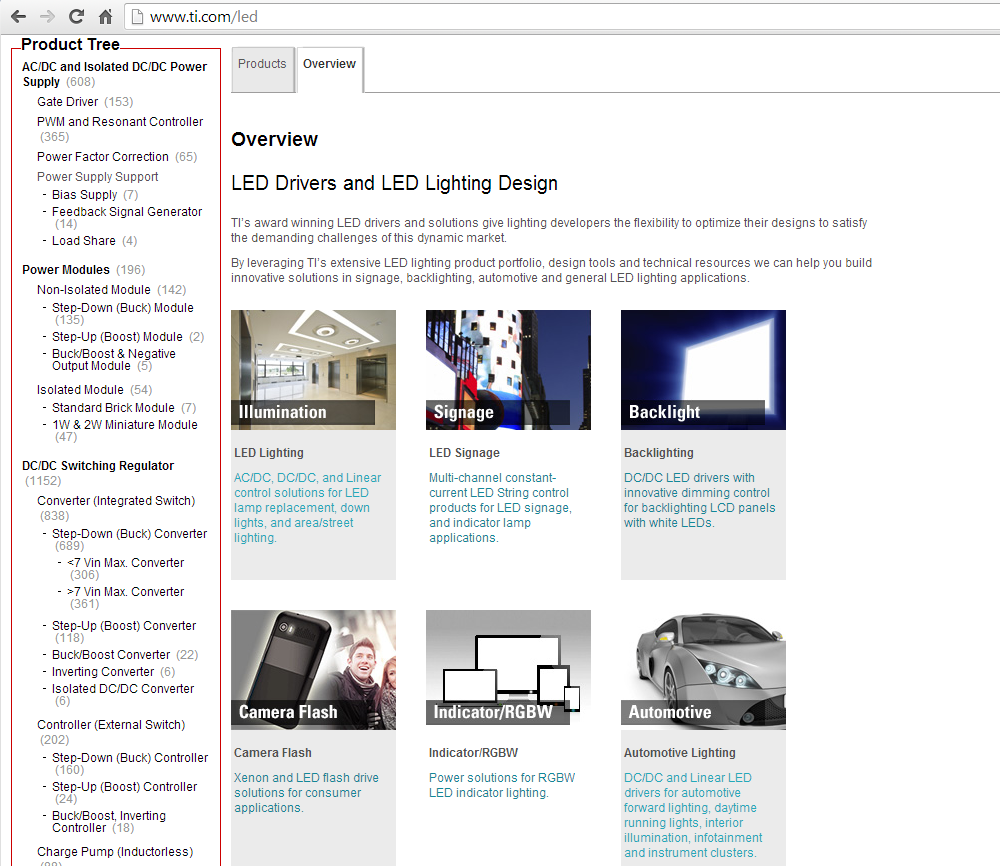 www.ti.com/led
Product Tree
AC/DC and Isolated DC/DC Power
Supply (608)
Gate Driver (153)
PWM and Resonant Controller
(365)
Power Factor Correction (65)
Power Supply Support
- Bias Supply (7)
- Feedback Signal Generator
(14)
- Load Share (4)
Power Modules (196)
Non-Isolated Module (142)
- Step-Down (Buck) Module
(135)
- Step-Up (Boost) Module (2)
- Buck/Boost & Negative
Output Module (5)
Isolated Module (54)
- Standard Brick Module (7)
- 1W & 2W Miniature Module
(47)
DC/DC Switching Regulator
(1152)
Converter (Integrated Switch)
(838)
- Step-Down (Buck) Converter
(689)
- <7 Vin Max. Converter
(306)
- >7 Vin Max. Converter
(361)
- Step-Up (Boost) Converter
(118)
- Buck/Boost Converter (22)
- Inverting Converter (6)
- Isolated DC/DC Converter
(6)
Controller (External Switch)
(202)
- Step-Down (Buck) Controller
(160)
- Step-Up (Boost) Controller
(24)
- Buck/Boost, Inverting
Controller (18)
Charge Pump (Inductorless)
Products
Overview
Overview
LED Drivers and LED Lighting Design
TI's award winning LED drivers and solutions give lighting developers the flexibility to optimize their designs to satisfy
the demanding challenges of this dynamic market.
By leveraging TI's extensive LED lighting product portfolio, design tools and technical resources we can help you build
innovative solutions in signage, backlighting, automotive and general LED lighting applications.
Illumination
LED Lighting
AC/DC, DC/DC, and Linear
control solutions for LED
lamp replacement, down
lights, and area/street
lighting.
Signage
LED Signage
Multi-channel constant-
current LED String control
products for LED signage,
and indicator lamp
applications.
Backlight
Backlighting
DC/DC LED drivers with
innovative dimming control
for backlighting LCD panels
with white LEDs.
Camera Flash
Camera Flash
Xenon and LED flash drive
solutions for consumer
applications.
Indicator/RGBW
Indicator/RGBW
Power solutions for RGBW
LED indicator lighting.
Automotive
Automotive Lighting
DC/DC and Linear LED
drivers for automotive
forward lighting, daytime
running lights, interior
illumination, infotainment
and instrument clusters.